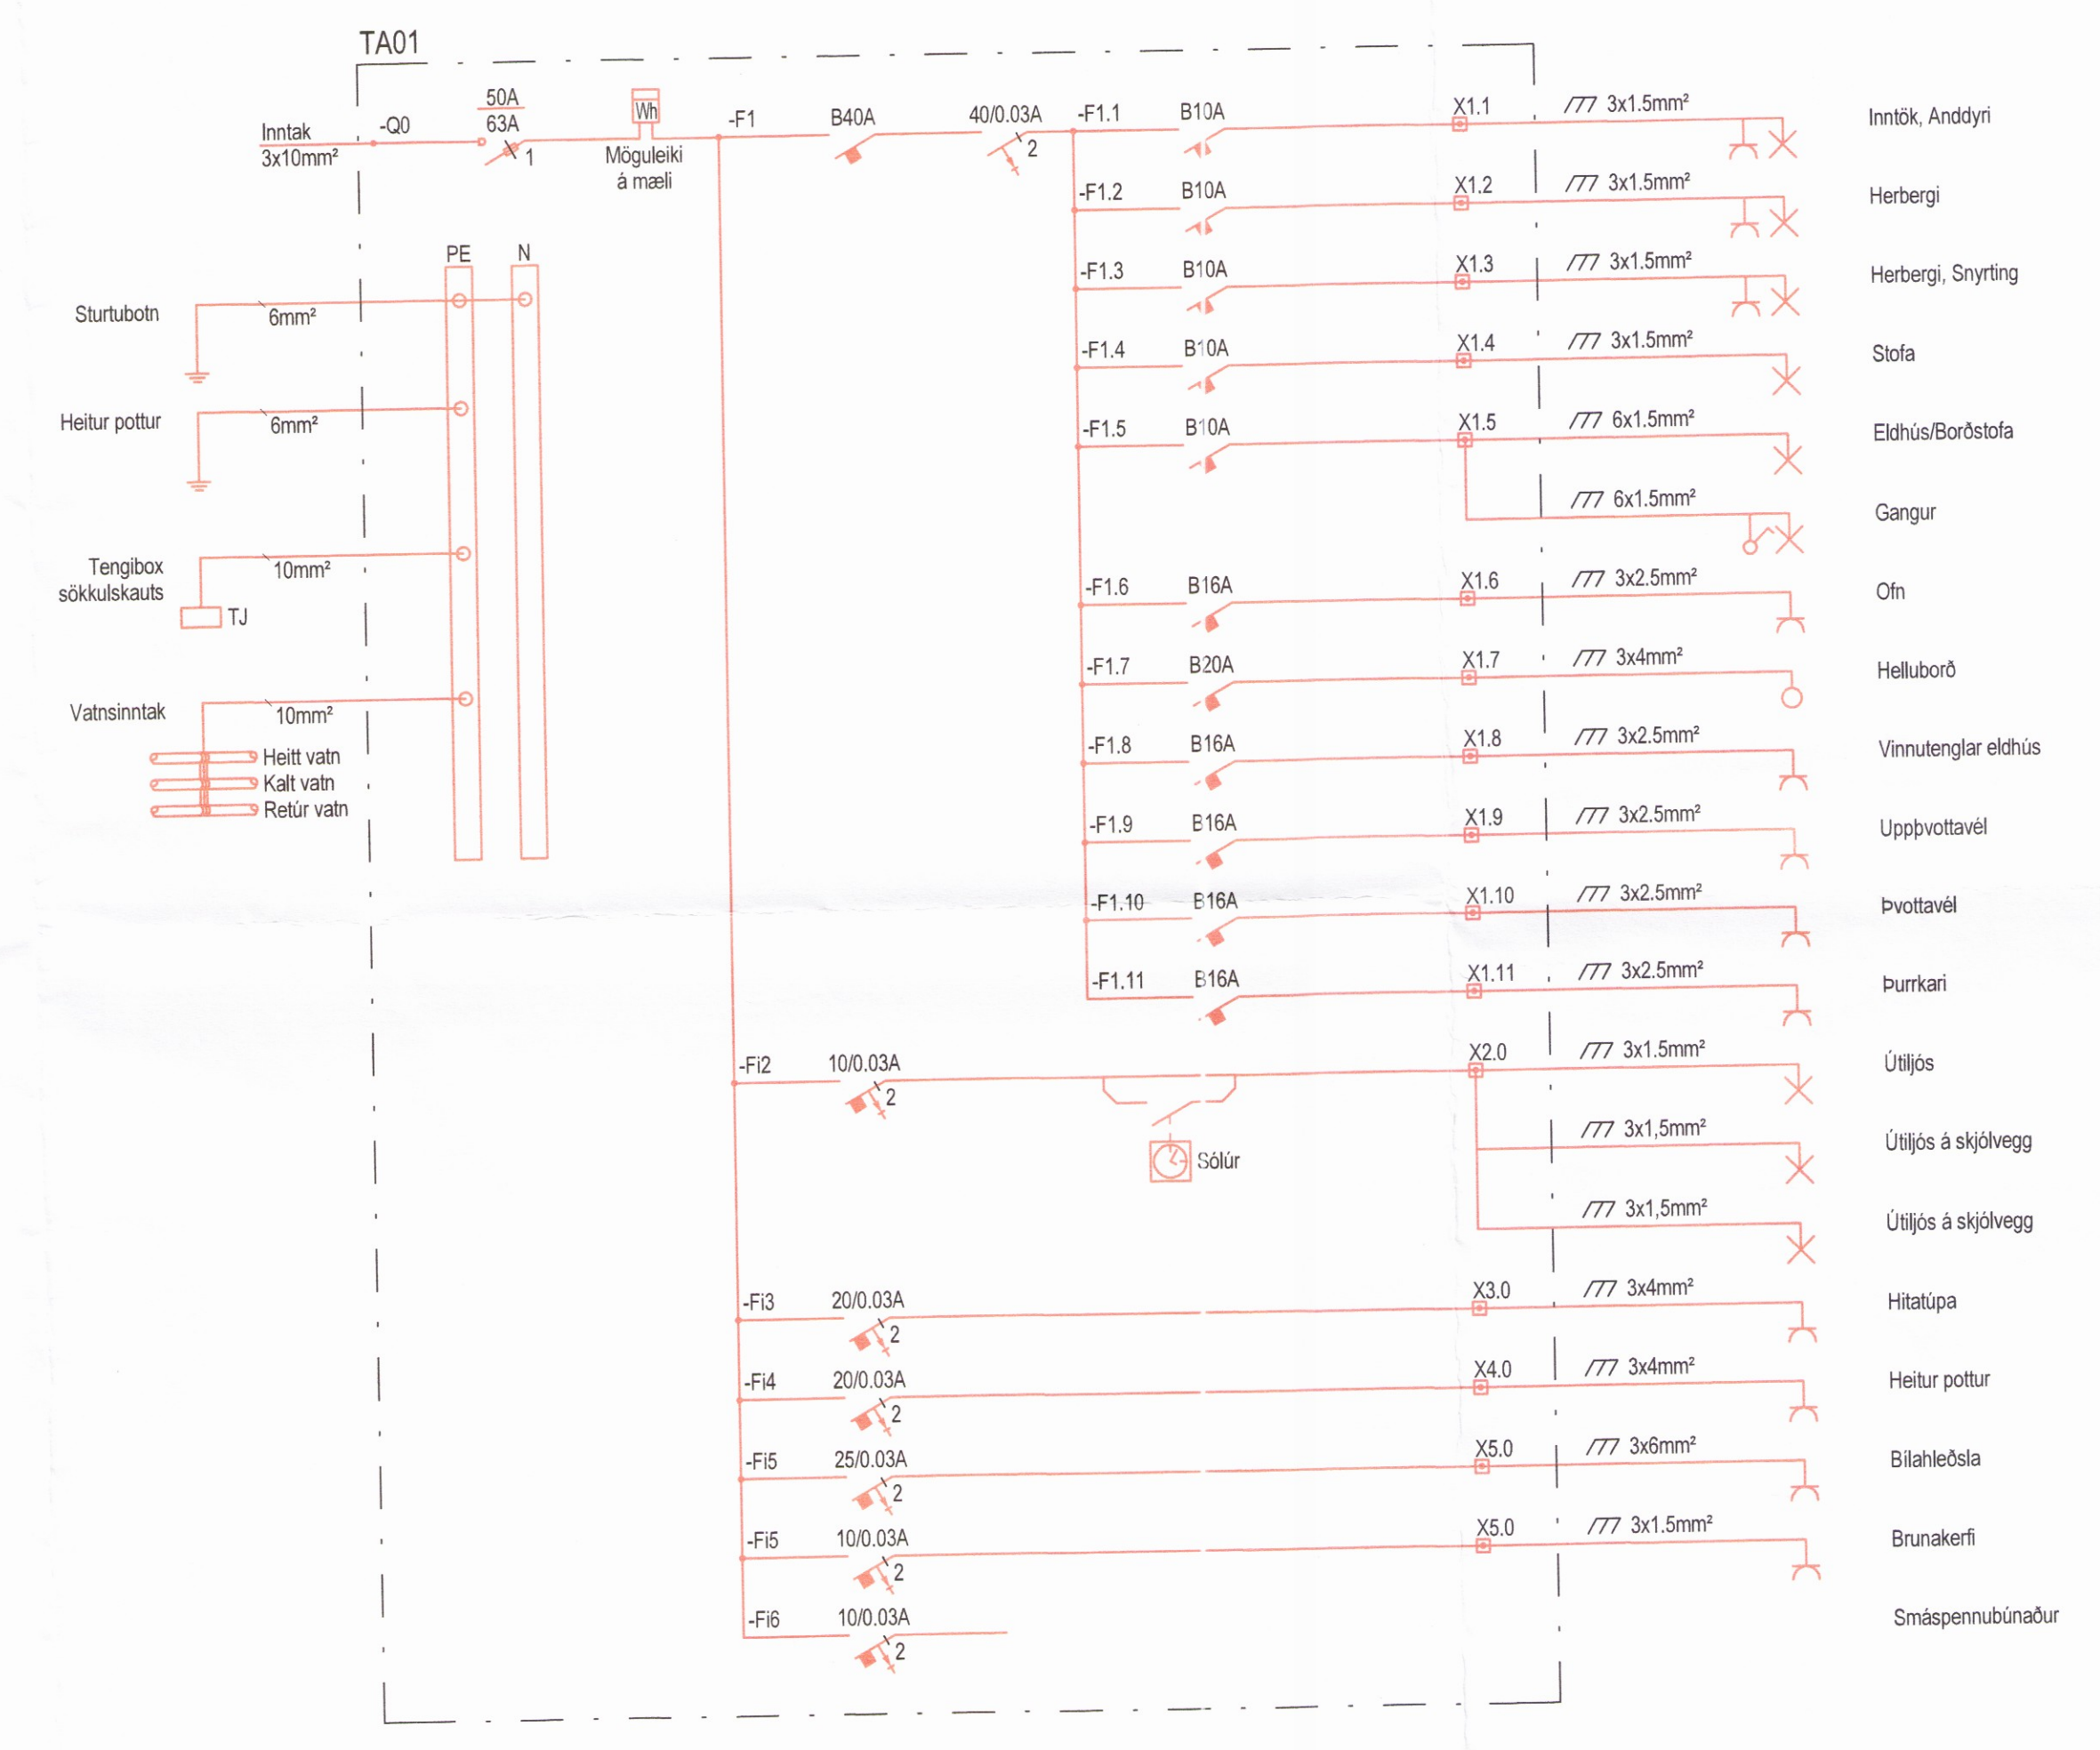 TA01
Inntak
3x10mm²
-Q0
50A
63A
1
Wh
Möguleiki
á mæli
-F1
B40A
40/0.03A
2
-F1.1
B10A
X1.1
3x1.5mm²
Inntök, Anddyri
-F1.2
B10A
X1.2
3x1.5mm²
Herbergi
-F1.3
B10A
X1.3
3x1.5mm²
Herbergi, Snyrting
-F1.4
B10A
X1.4
3x1.5mm²
Stofa
-F1.5
B10A
X1.5
6x1.5mm²
Eldhús/Borðstofa
6x1.5mm²
Gangur
-F1.6
B16A
X1.6
3x2.5mm²
Ofn
-F1.7
B20A
X1.7
3x4mm²
Helluborð
-F1.8
B16A
X1.8
3x2.5mm²
Vinnutenglar eldhús
-F1.9
B16A
X1.9
3x2.5mm²
Uppþvottavél
-F1.10
B16A
X1.10
3x2.5mm²
Þvottavél
-F1.11
B16A
X1.11
3x2.5mm²
Þurrkari
PE
N
Sturtubotn
6mm²
Heitur pottur
6mm²
Tengibox
sökkulskauts
10mm²
TJ
Vatnsinntak
10mm²
Heitt vatn
Kalt vatn
Retúr vatn
-Fi2
10/0.03A
2
Sólúr
X2.0
3x1.5mm²
Útiljós
3x1,5mm²
Útiljós á skjólvegg
3x1,5mm²
Útiljós á skjólvegg
-Fi3
20/0.03A
2
X3.0
3x4mm²
Hitatúpa
-Fi4
20/0.03A
2
X4.0
3x4mm²
Heitur pottur
-Fi5
25/0.03A
2
X5.0
3x6mm²
Bílahleðsla
-Fi5
10/0.03A
2
X5.0
3x1.5mm²
Brunakerfi
-Fi6
10/0.03A
2
Smáspennubúnaður